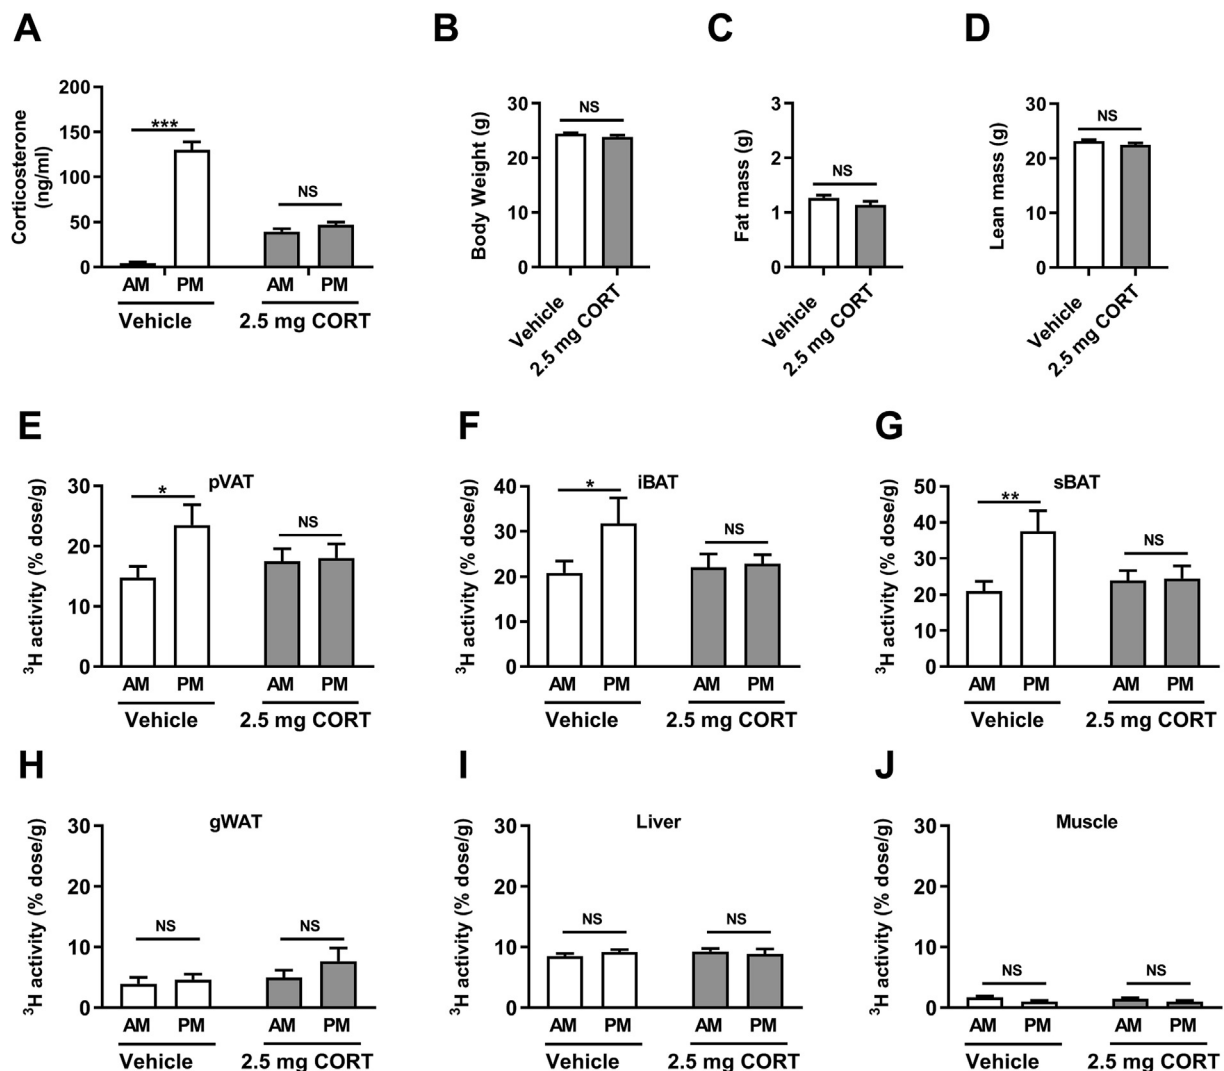 A
B
C
D
Corticosterone
(ng/ml)
200
150
100
50
0
***
NS
AM PM AM PM
Vehicle 2.5 mg CORT
Body Weight (g)
30
20
10
0
NS
Vehicle
2.5 mg CORT
Fat mass (g)
3
2
1
0
NS
Vehicle
2.5 mg CORT
Lean mass (g)
30
20
10
0
NS
Vehicle
2.5 mg CORT
E
pVAT
³H activity (% dose/g)
30
20
10
0
*
NS
AM PM AM PM
Vehicle 2.5 mg CORT
F
iBAT
³H activity (% dose/g)
40
30
20
10
0
*
NS
AM PM AM PM
Vehicle 2.5 mg CORT
G
sBAT
³H activity (% dose/g)
50
40
30
20
10
0
**
NS
AM PM AM PM
Vehicle 2.5 mg CORT
H
gWAT
³H activity (% dose/g)
30
20
10
0
NS
NS
AM PM AM PM
Vehicle 2.5 mg CORT
I
Liver
³H activity (% dose/g)
30
20
10
0
NS
NS
AM PM AM PM
Vehicle 2.5 mg CORT
J
Muscle
³H activity (% dose/g)
30
20
10
0
NS
NS
AM PM AM PM
Vehicle 2.5 mg CORT